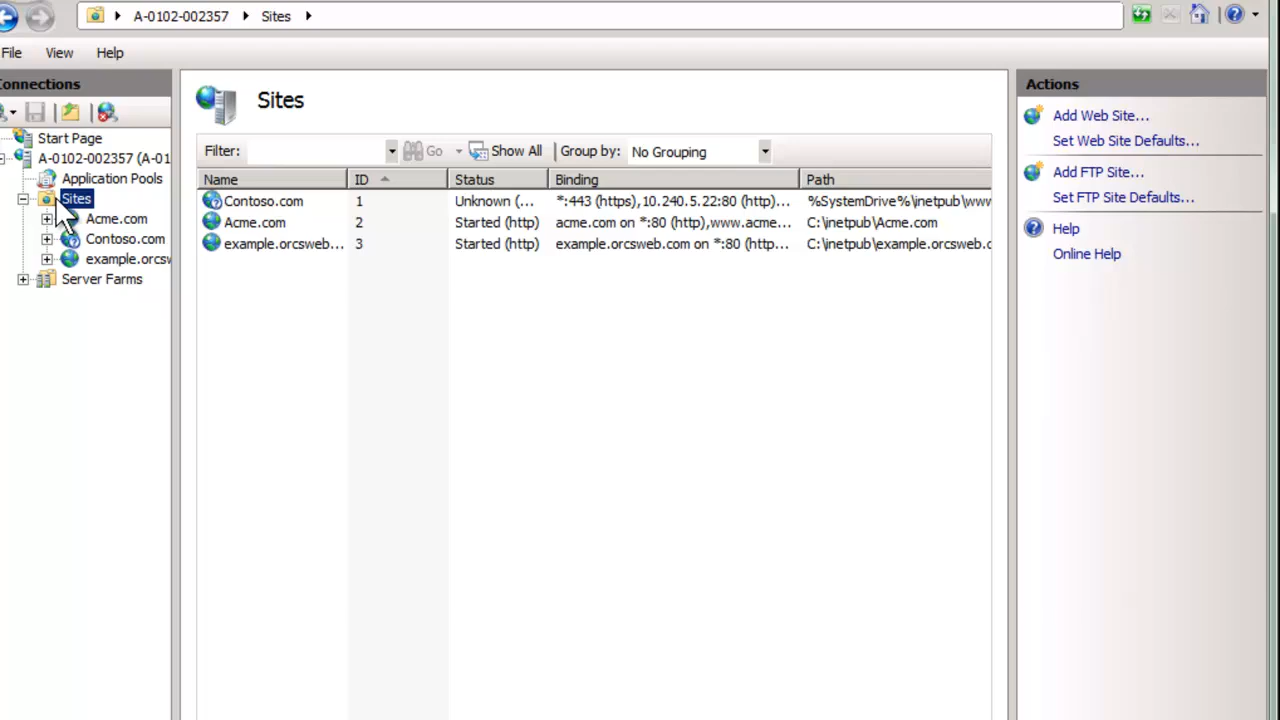 A-0102-002357 Sites
File View Help
Connections
Start Page
A-0102-002357 (A-01
Application Pools
Sites
Acme.com
Contoso.com
example.orcsw
Server Farms
Sites
Filter: Go Show All Group by: No Grouping
Name ID Status Binding Path
Contoso.com 1 Unknown (... *:443 (https),10.240.5.22:80 (http)... %SystemDrive%\inetpub\www
Acme.com 2 Started (http) acme.com on *:80 (http),www.acme... C:\inetpub\Acme.com
example.orcsweb... 3 Started (http) example.orcsweb.com on *:80 (http... C:\inetpub\example.orcsweb.c
Actions
Add Web Site...
Set Web Site Defaults...
Add FTP Site...
Set FTP Site Defaults...
Help
Online Help